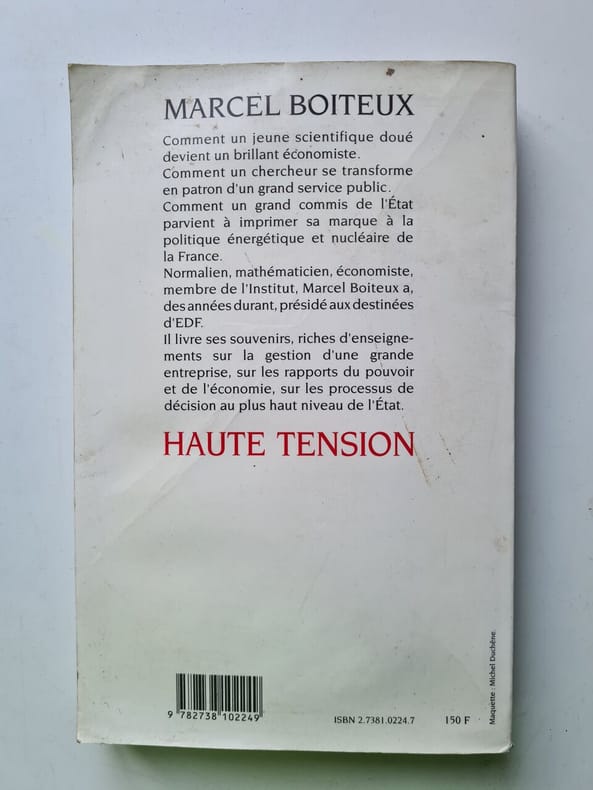 MARCEL BOITEUX
Comment un jeune scientifique doué
devient un brillant économiste.
Comment un chercheur se transforme
en patron d'un grand service public.
Comment un grand commis de l'État
parvient à imprimer sa marque à la
politique énergétique et nucléaire de
la France.
Normalien, mathématicien, économiste,
membre de l'Institut, Marcel Boiteux a,
des années durant, présidé aux destinées
d'EDF.
Il livre ses souvenirs, riches d'enseigne-
ments sur la gestion d'une grande
entreprise, sur les rapports du pouvoir
et de l'économie, sur les processus de
décision au plus haut niveau de l'État.
HAUTE TENSION
9 782738 102249
ISBN 2.7381.0224.7
150 F
Maquette : Michel Duchêne.